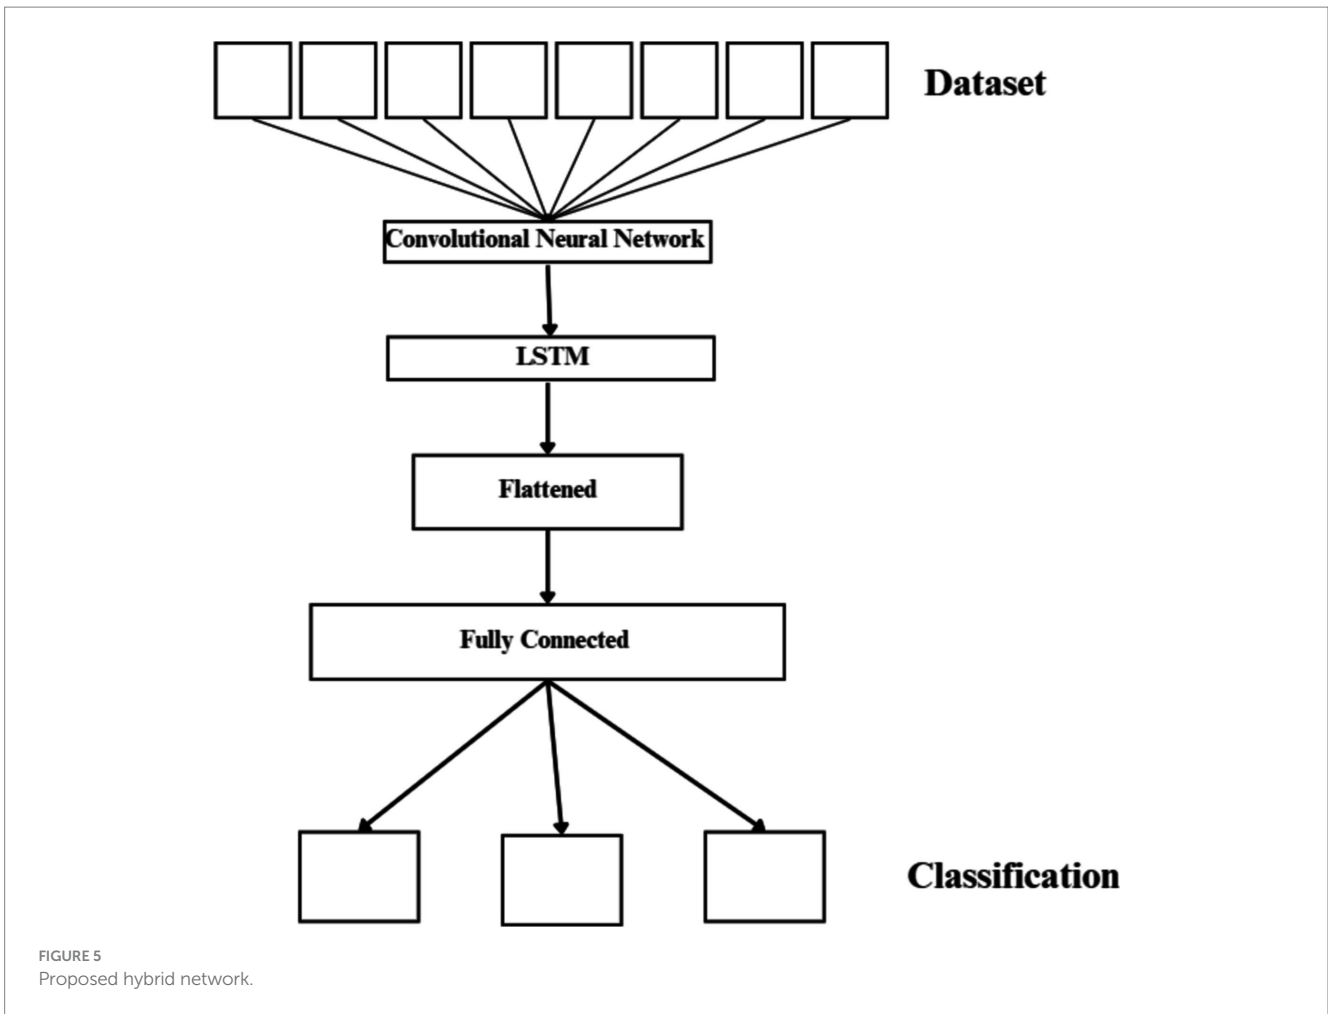 Dataset
Convolutional Neural Network
LSTM
Flattened
Fully Connected
Classification
FIGURE 5
Proposed hybrid network.